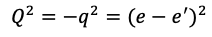 Q² = −q² = (e − e′)²